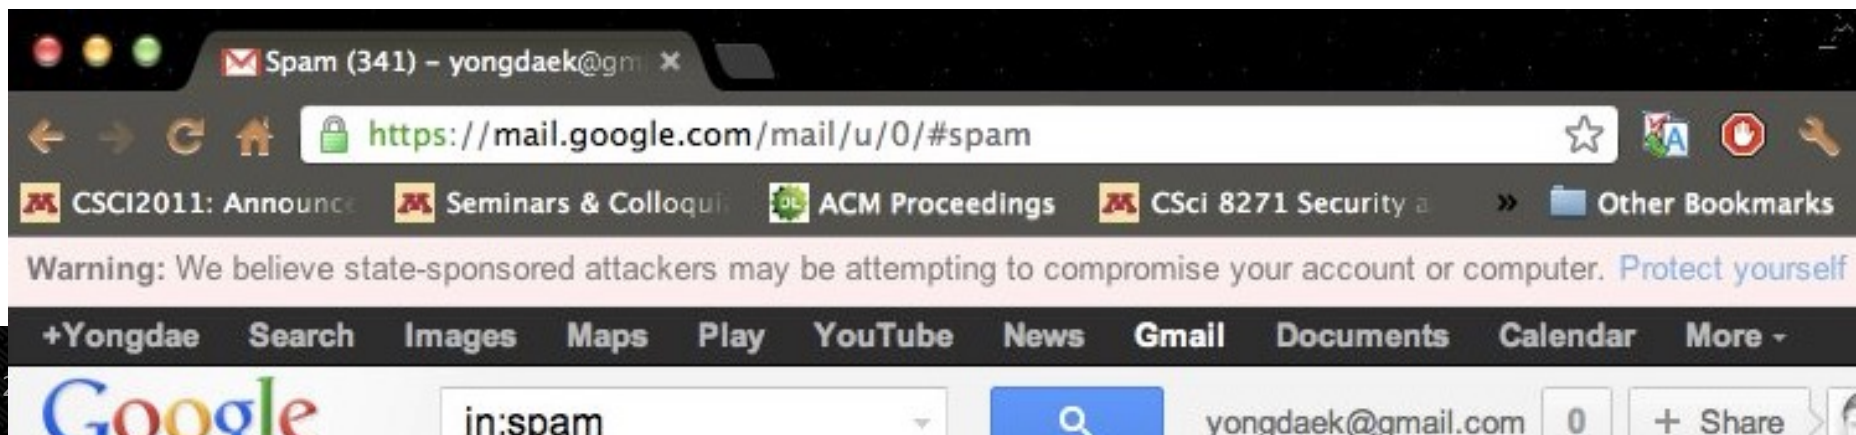 Spam (341) – yongdaek@gm
https://mail.google.com/mail/u/0/#spam
CSCI2011: Announce Seminars & Colloqui ACM Proceedings CSci 8271 Security a » Other Bookmarks
Warning: We believe state-sponsored attackers may be attempting to compromise your account or computer. Protect yourself
+Yongdae Search Images Maps Play YouTube News Gmail Documents Calendar More
Google in:spam yongdaek@gmail.com 0 + Share